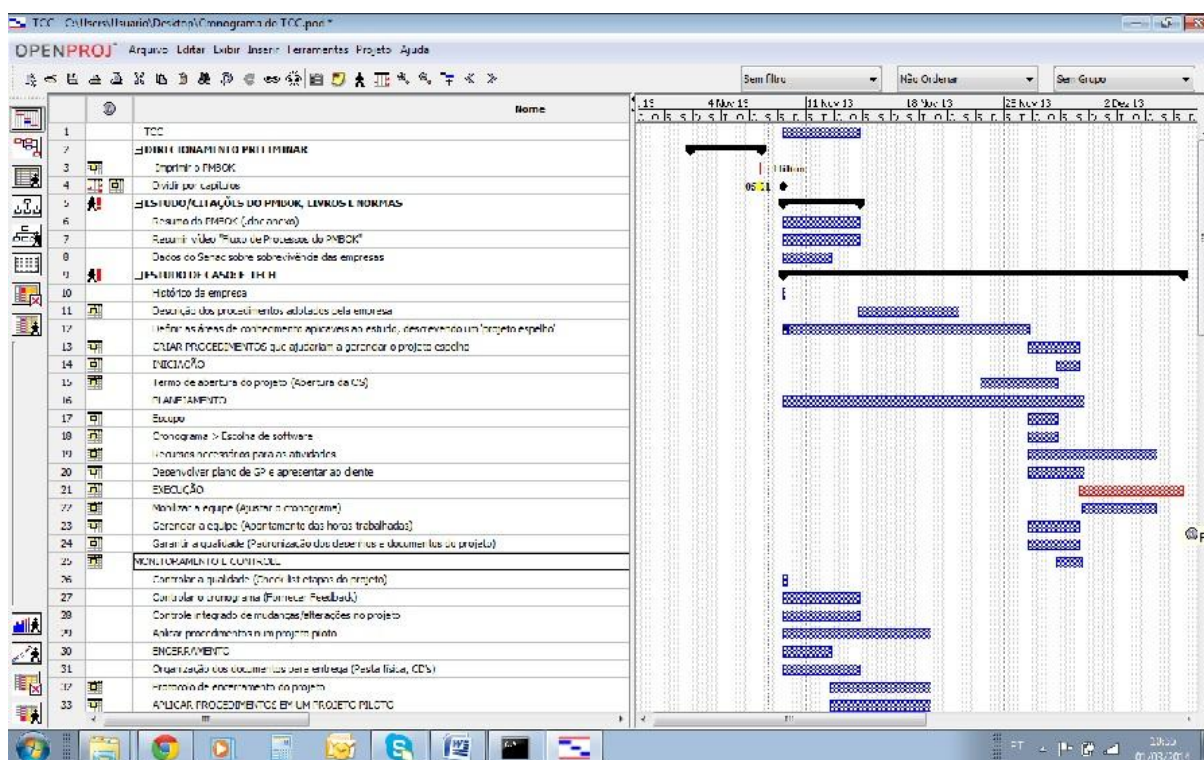 TCC - C:\Users\Usuario\Desktop\Cronograma do TCC.pod *
OPENPROJ Arquivo Editar Exibir Inserir Ferramentas Projeto Ajuda
Sem filtro Não Ordenar Sem Grupo
Nome
4 Nov 13 11 Nov 13 18 Nov 13 25 Nov 13 2 Dez 13
1 TCC
2 DIRECIONAMENTO PRELIMINAR
3 Imprimir o PMBOK
4 Dividir por capítulos
5 ESTUDO/CITAÇÕES DO PMBOK, LIVROS E NORMAS
6 Resumo do PMBOK (.doc anexo)
7 Resumir vídeo "Fluxo de Processos do PMBOK"
8 Dados do Senac sobre sobrevivência das empresas
9 ESTUDO DE CASO: TECH
10 Histórico da empresa
11 Descrição dos procedimentos adotados pela empresa
12 Definir as áreas de conhecimento aplicáveis ao estudo, descrevendo um 'projeto espelho'
13 CRIAR PROCEDIMENTOS que ajudariam a gerenciar o projeto espelho
14 INICIAÇÃO
15 Termo de abertura do projeto (Abertura da OS)
16 PLANEJAMENTO
17 Escopo
18 Cronograma > Escolha de software
19 Recursos necessários para as atividades
20 Desenvolver plano de GP e apresentar ao cliente
21 EXECUÇÃO
22 Mobilizar a equipe (Ajustar o cronograma)
23 Gerenciar a equipe (Apontamento das horas trabalhadas)
24 Garantir a qualidade (Padronização dos desenhos e documentos do projeto)
25 MONITORAMENTO E CONTROLE
26 Controlar a qualidade (Check list etapas do projeto)
27 Controlar o cronograma (Fornecer Feedback)
28 Controle integrado de mudanças/alterações no projeto
29 Aplicar procedimentos num projeto piloto
30 ENCERRAMENTO
31 Organização dos documentos para entrega (Pasta física, CD's)
32 Protocolo de encerramento do projeto
33 APLICAR PROCEDIMENTOS EM UM PROJETO PILOTO
PT